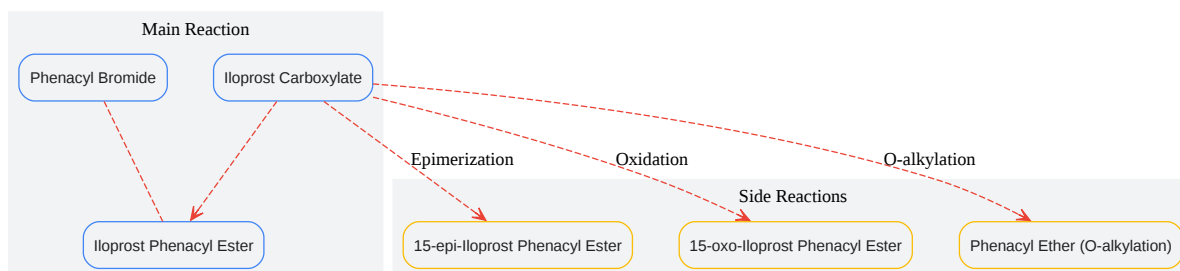 Main Reaction
Phenacyl Bromide
Iloprost Carboxylate
Epimerization
Oxidation
O-alkylation
Side Reactions
Iloprost Phenacyl Ester
15-epi-Iloprost Phenacyl Ester
15-oxo-Iloprost Phenacyl Ester
Phenacyl Ether (O-alkylation)